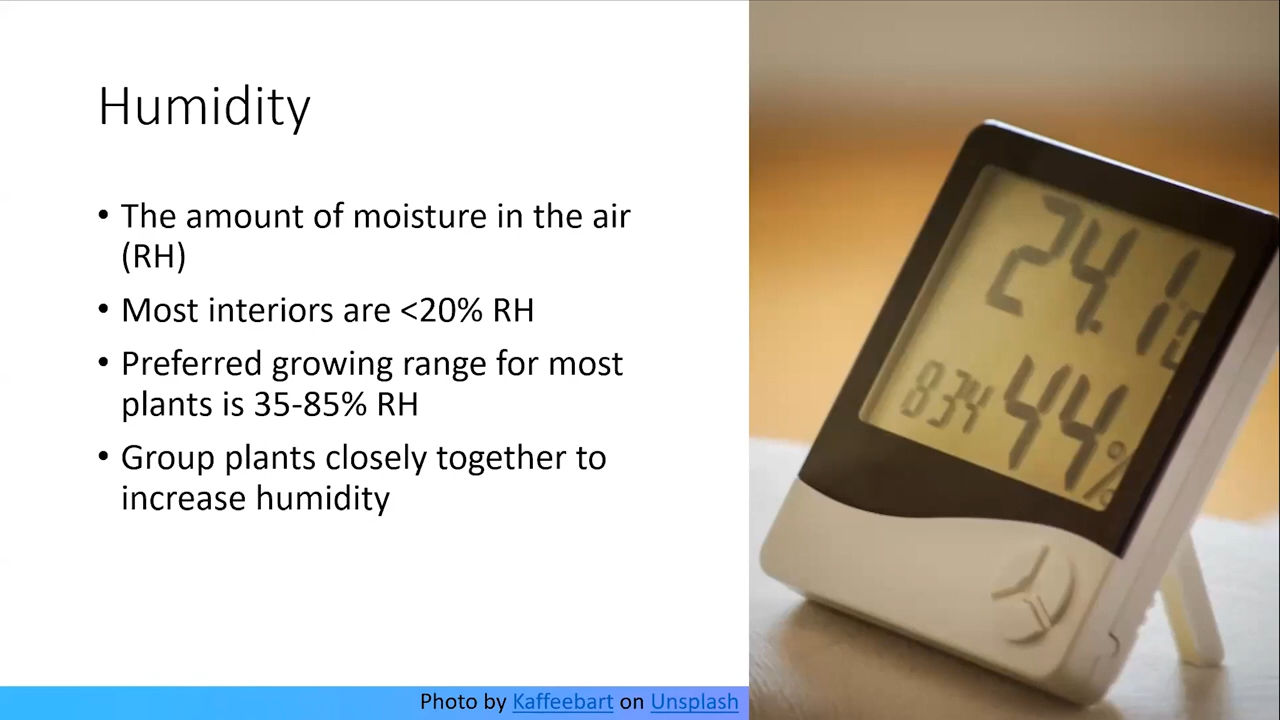 Humidity
• The amount of moisture in the air
(RH)
• Most interiors are <20% RH
• Preferred growing range for most
plants is 35-85% RH
• Group plants closely together to
increase humidity
24.1
834 44%
Photo by Kaffeebart on Unsplash